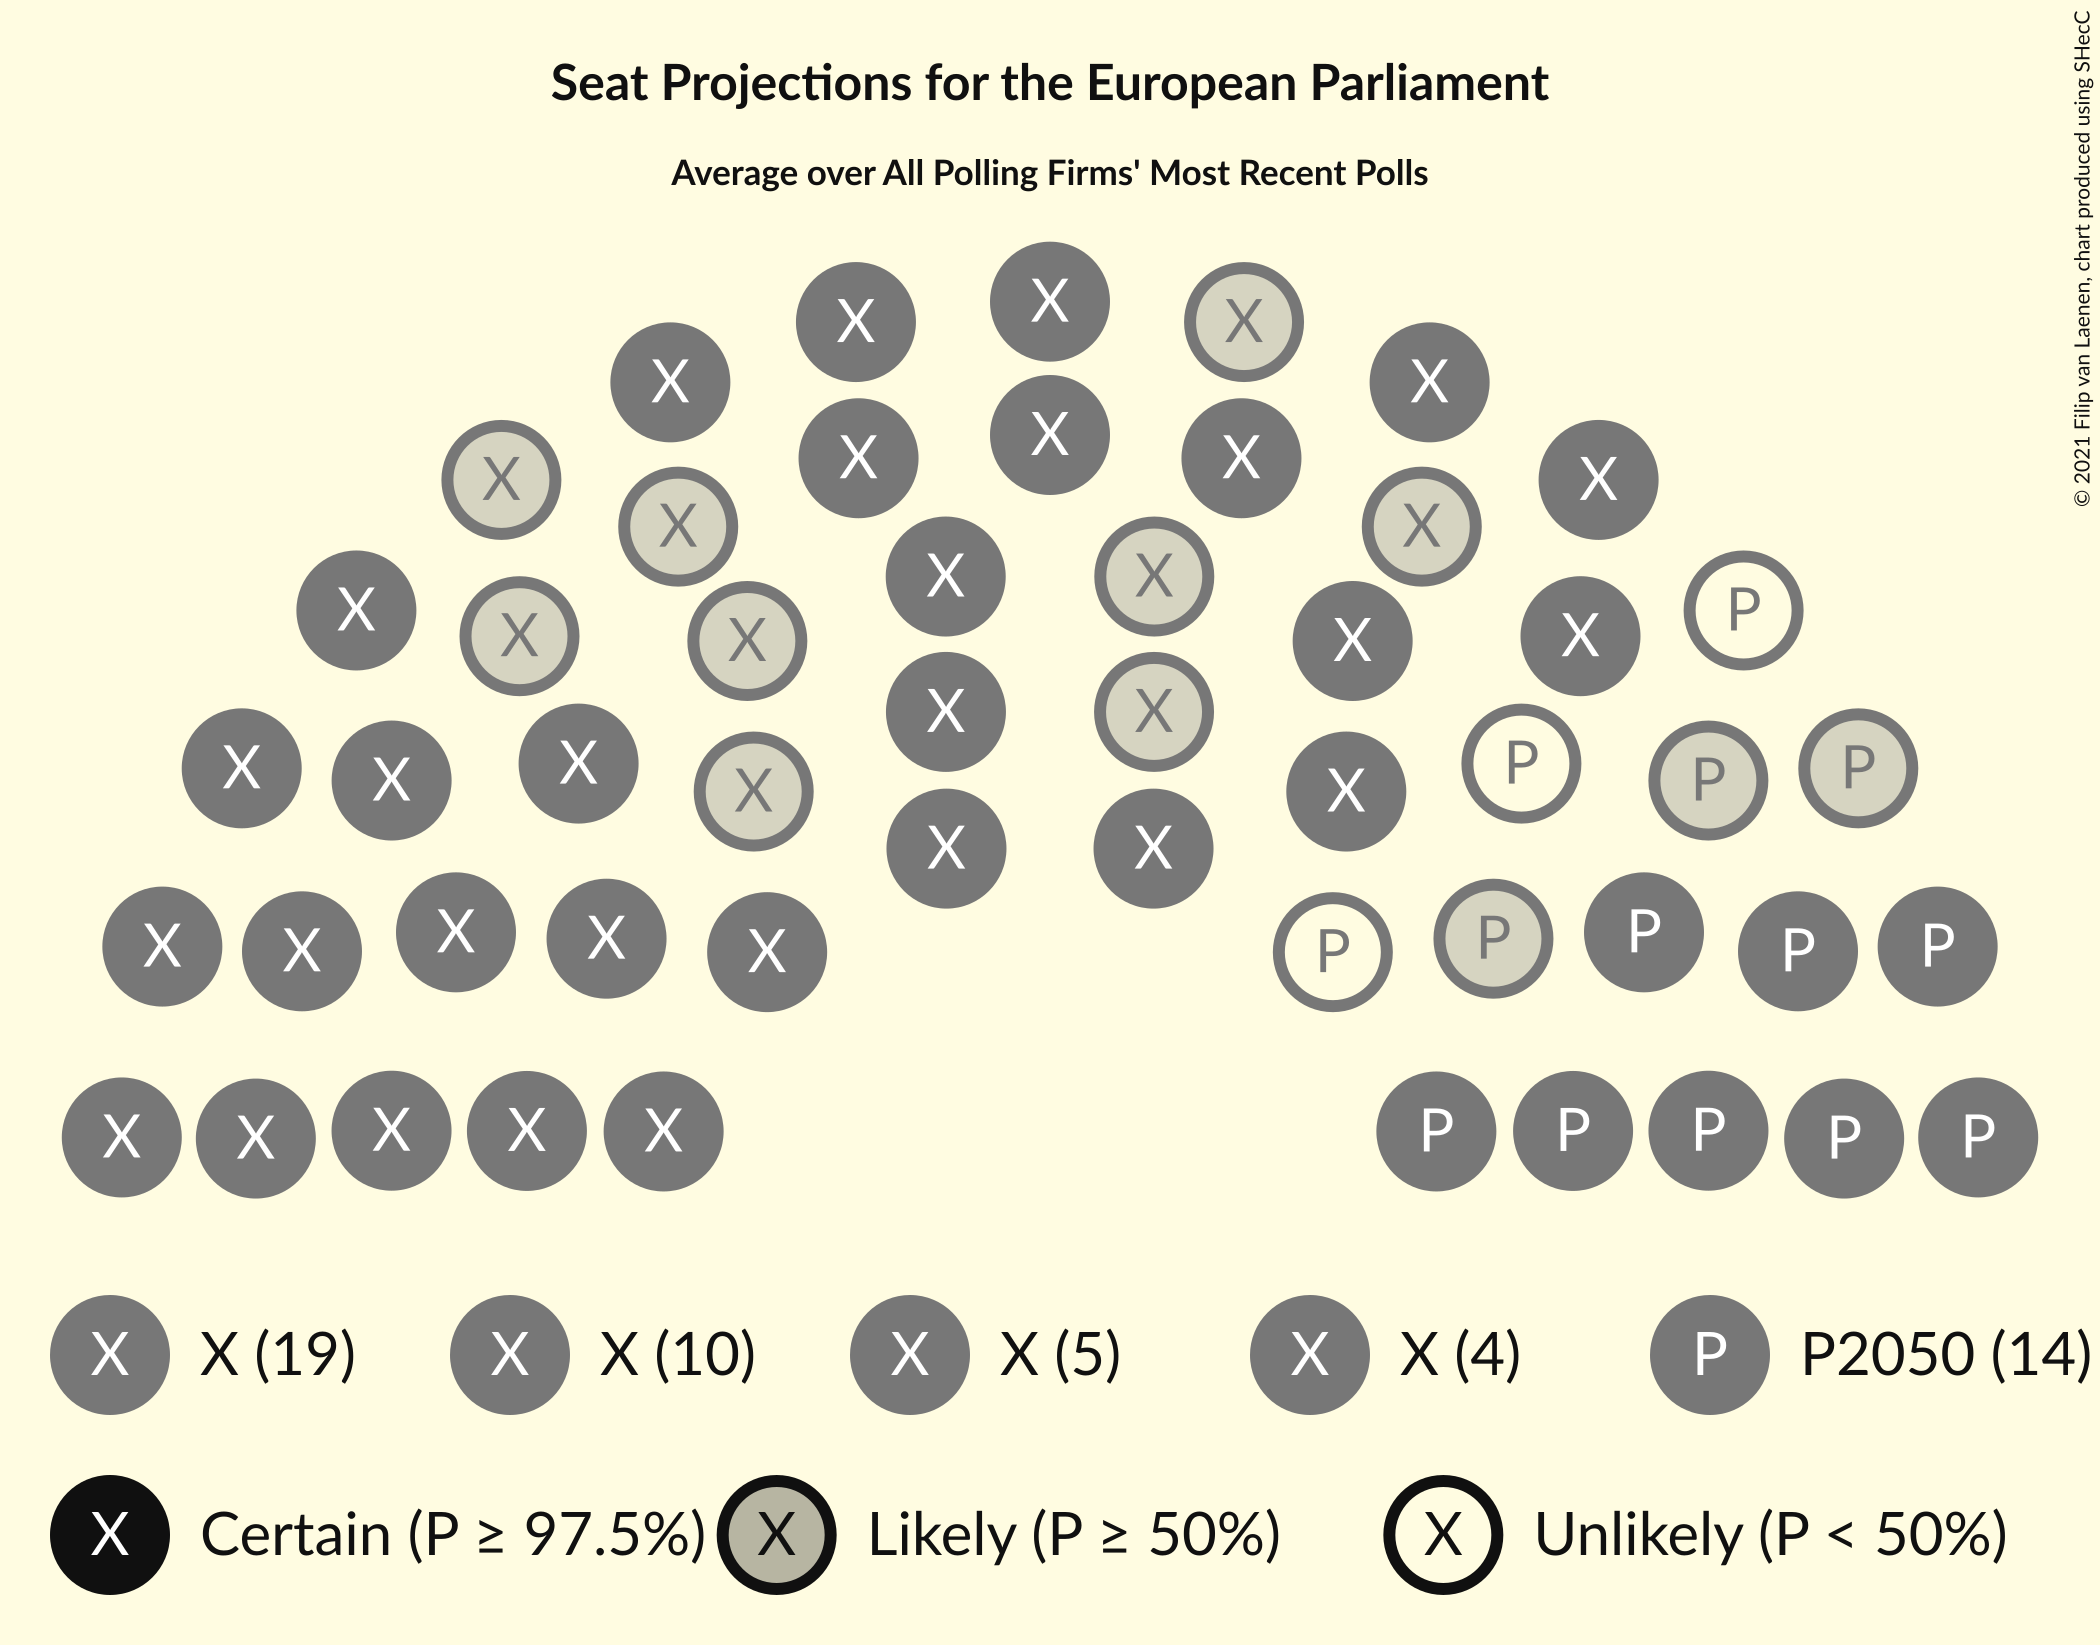 Seat Projections for the European Parliament
Average over All Polling Firms' Most Recent Polls
© 2021 Filip van Laenen, chart produced using SHecC
X
X X
X X
X
X X
X X
X X
X X
X X
X P
X X
X X
X P
X X
X P P
X X
X X
X X X X X
P P P P P
X X X X X
P P P P P
X X (19) X X (10) X X (5) X X (4) P P2050 (14)
X Certain (P ≥ 97.5%) X Likely (P ≥ 50%) X Unlikely (P < 50%)